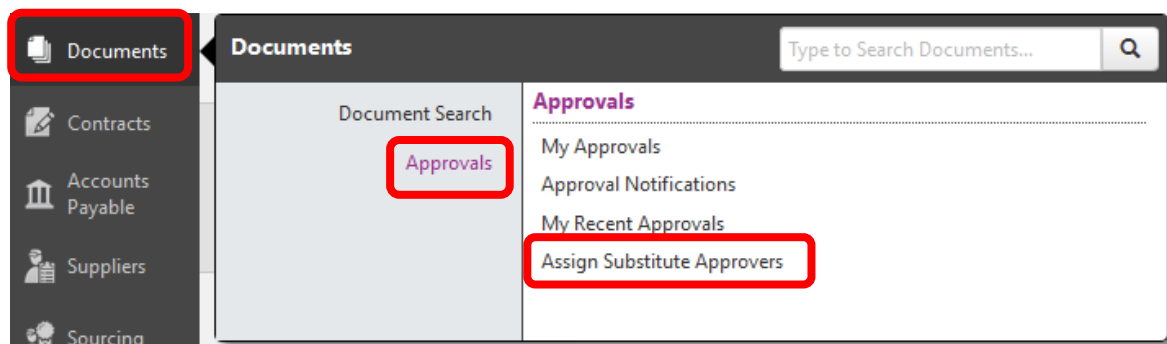 Documents
Contracts
Accounts
Payable
Suppliers
Sourcing
Documents
Type to Search Documents...
Document Search
Approvals
Approvals
My Approvals
Approval Notifications
My Recent Approvals
Assign Substitute Approvers